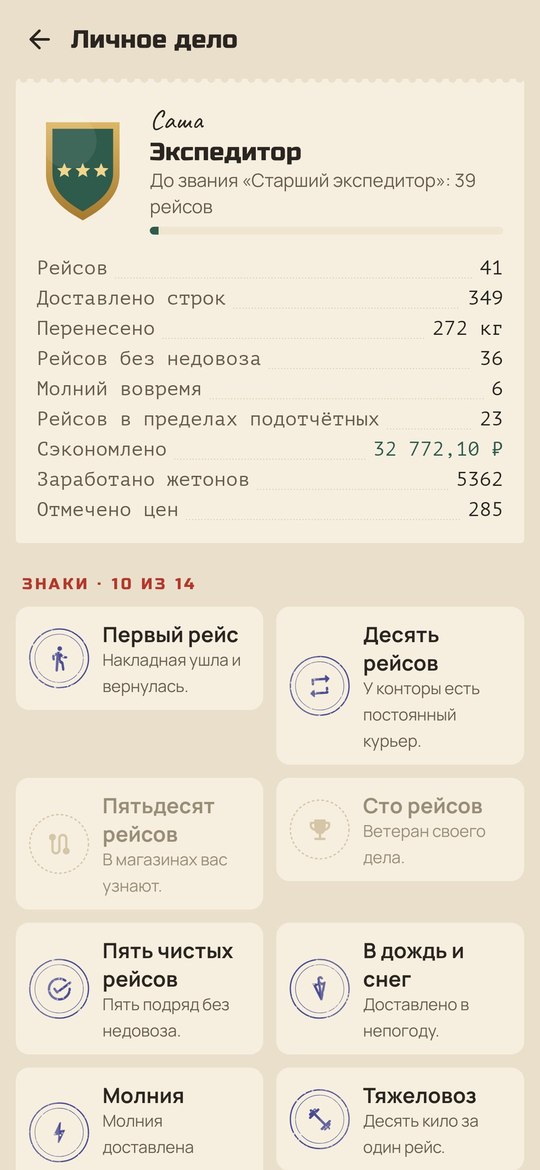 Личное дело
Саша
Экспедитор
До звания «Старший экспедитор»: 39
рейсов
Рейсов 41
Доставлено строк 349
Перенесено 272 кг
Рейсов без недовоза 36
Молний вовремя 6
Рейсов в пределах подотчётных 23
Сэкономлено 32 772,10 ₽
Заработано жетонов 5362
Отмечено цен 285
ЗНАКИ · 10 ИЗ 14
Первый рейс
Накладная ушла и
вернулась.
Десять
рейсов
У конторы есть
постоянный
курьер.
Пятьдесят
рейсов
В магазинах вас
узнают.
Сто рейсов
Ветеран своего
дела.
Пять чистых
рейсов
Пять подряд без
недовоза.
В дождь и
снег
Доставлено в
непогоду.
Молния
Молния
доставлена
Тяжеловоз
Десять кило за
один рейс.